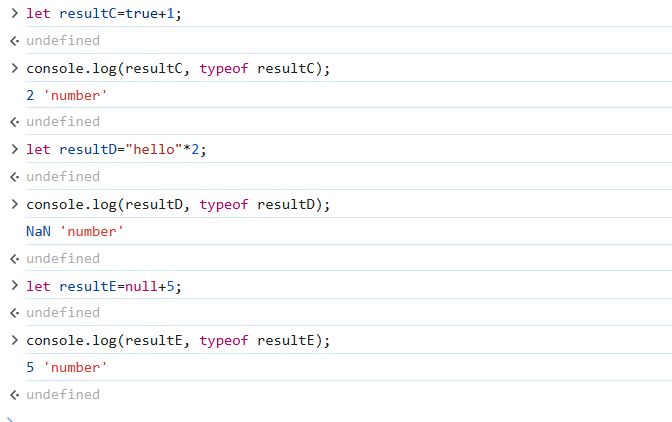 let resultC=true+1;
undefined
console.log(resultC, typeof resultC);
2 'number'
undefined
let resultD="hello"*2;
undefined
console.log(resultD, typeof resultD);
NaN 'number'
undefined
let resultE=null+5;
undefined
console.log(resultE, typeof resultE);
5 'number'
undefined